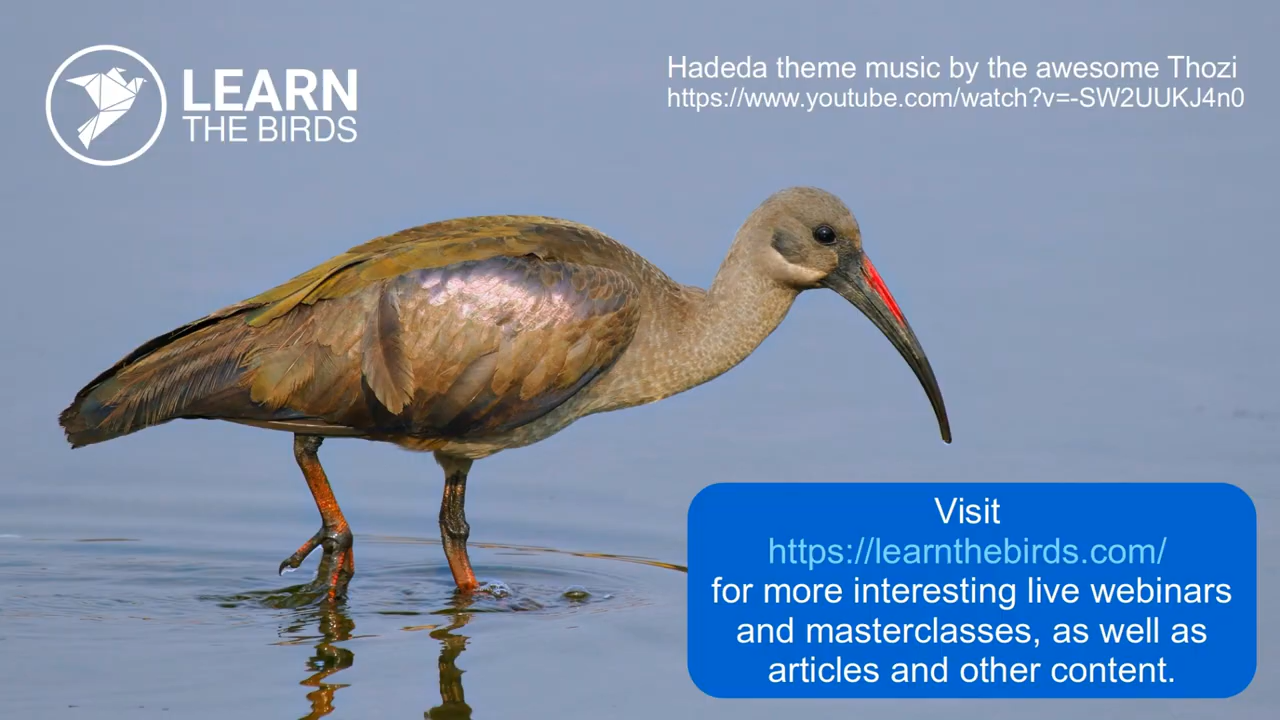 LEARN
THE BIRDS
Hadeda theme music by the awesome Thozi
https://www.youtube.com/watch?v=-SW2UUKJ4n0
Visit
https://learnthebirds.com/
for more interesting live webinars
and masterclasses, as well as
articles and other content.